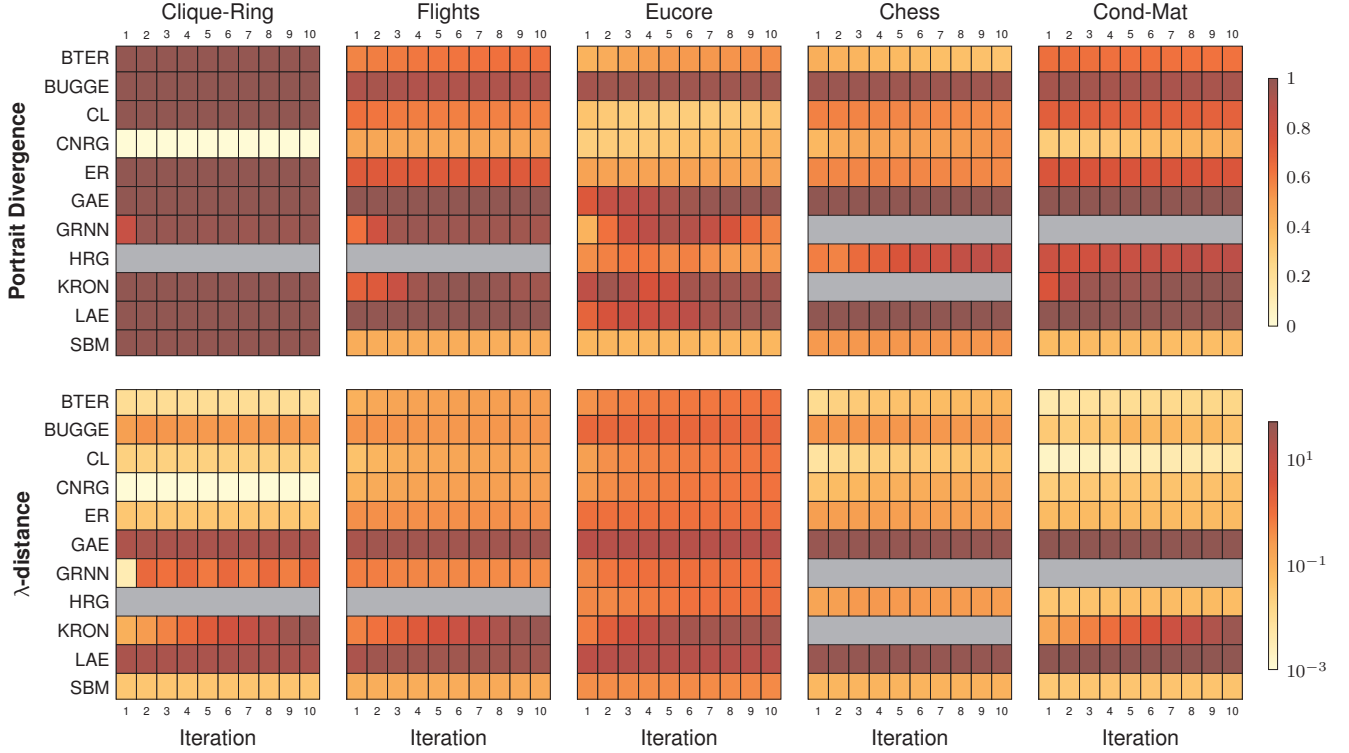 Clique-Ring Flights Eucore Chess Cond-Mat
1 2 3 4 5 6 7 8 9 10 1 2 3 4 5 6 7 8 9 10 1 2 3 4 5 6 7 8 9 10 1 2 3 4 5 6 7 8 9 10 1 2 3 4 5 6 7 8 9 10
Portrait Divergence
BTER
BUGGE
CL
CNRG
ER
GAE
GRNN
HRG
KRON
LAE
SBM
1
0.8
0.6
0.4
0.2
0
λ-distance
BTER
BUGGE
CL
CNRG
ER
GAE
GRNN
HRG
KRON
LAE
SBM
10¹
10⁻¹
10⁻³
1 2 3 4 5 6 7 8 9 10 1 2 3 4 5 6 7 8 9 10 1 2 3 4 5 6 7 8 9 10 1 2 3 4 5 6 7 8 9 10 1 2 3 4 5 6 7 8 9 10
Iteration Iteration Iteration Iteration Iteration